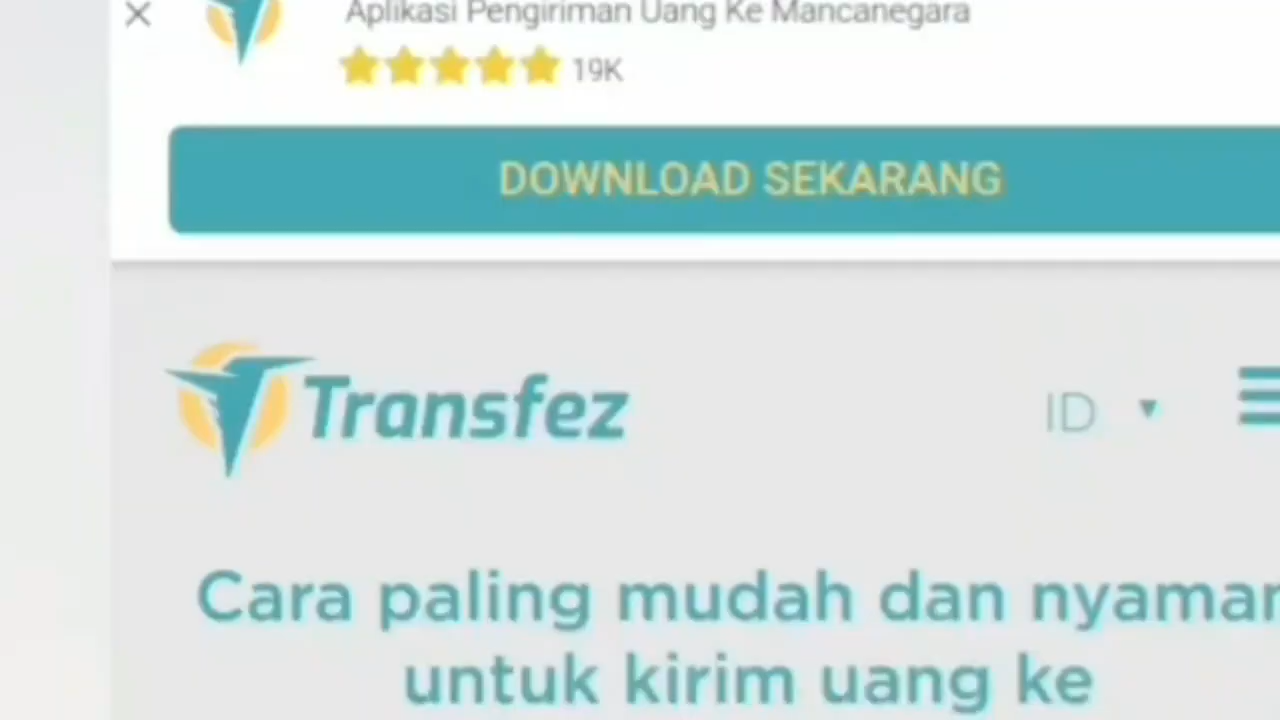 Aplikasi Pengiriman Uang Ke Mancanegara
19K
DOWNLOAD SEKARANG
Transfez
ID
Cara paling mudah dan nyaman
untuk kirim uang ke